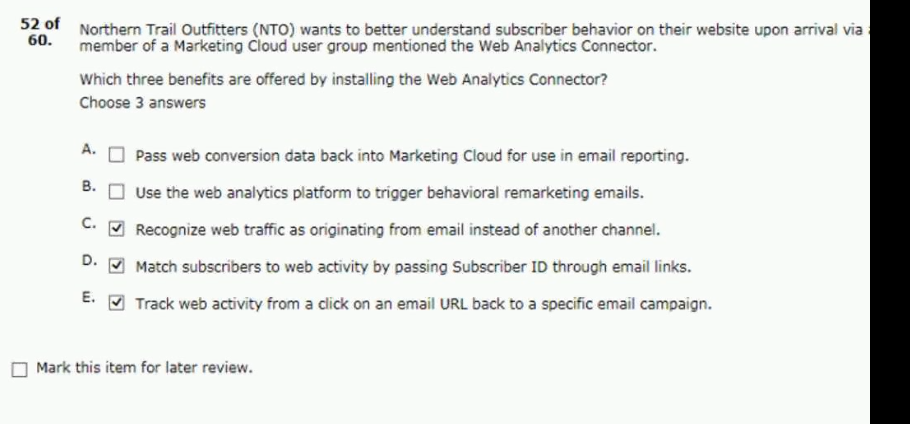 52 of
60.
Northern Trail Outfitters (NTO) wants to better understand subscriber behavior on their website upon arrival via
member of a Marketing Cloud user group mentioned the Web Analytics Connector.
Which three benefits are offered by installing the Web Analytics Connector?
Choose 3 answers
A. Pass web conversion data back into Marketing Cloud for use in email reporting.
B. Use the web analytics platform to trigger behavioral remarketing emails.
C. Recognize web traffic as originating from email instead of another channel.
D. Match subscribers to web activity by passing Subscriber ID through email links.
E. Track web activity from a click on an email URL back to a specific email campaign.
Mark this item for later review.